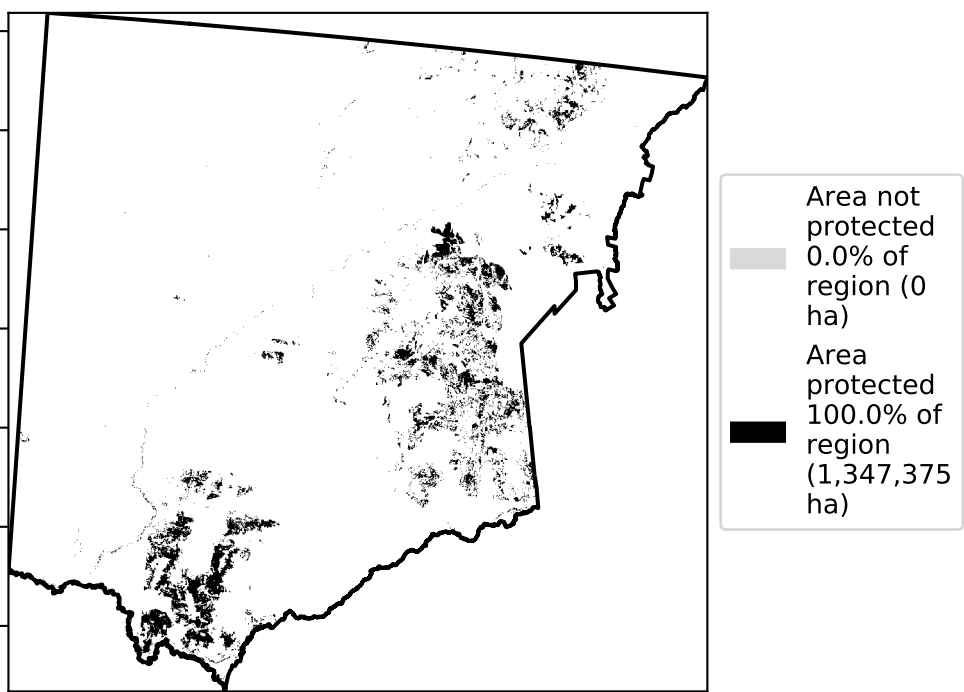 Area not
protected
0.0% of
region (0
ha)
Area
protected
100.0% of
region
(1,347,375
ha)